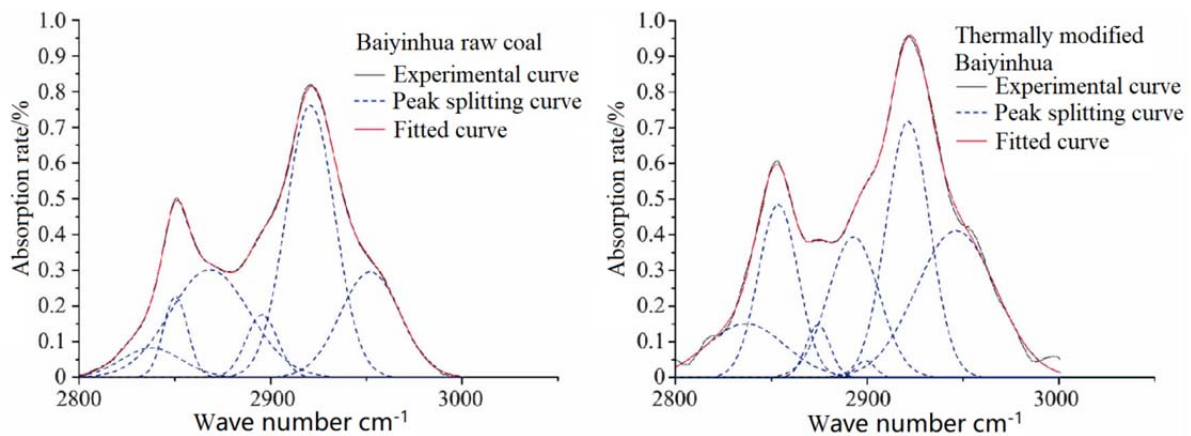 1.0
0.9
0.8
0.7
0.6
0.5
0.4
0.3
0.2
0.1
0
Absorption rate/%
Baiyinhua raw coal
Experimental curve
Peak splitting curve
Fitted curve
2800
2900
3000
Wave number cm⁻¹
1.0
0.9
0.8
0.7
0.6
0.5
0.4
0.3
0.2
0.1
0
Absorption rate/%
Thermally modified
Baiyinhua
Experimental curve
Peak splitting curve
Fitted curve
2800
2900
3000
Wave number cm⁻¹